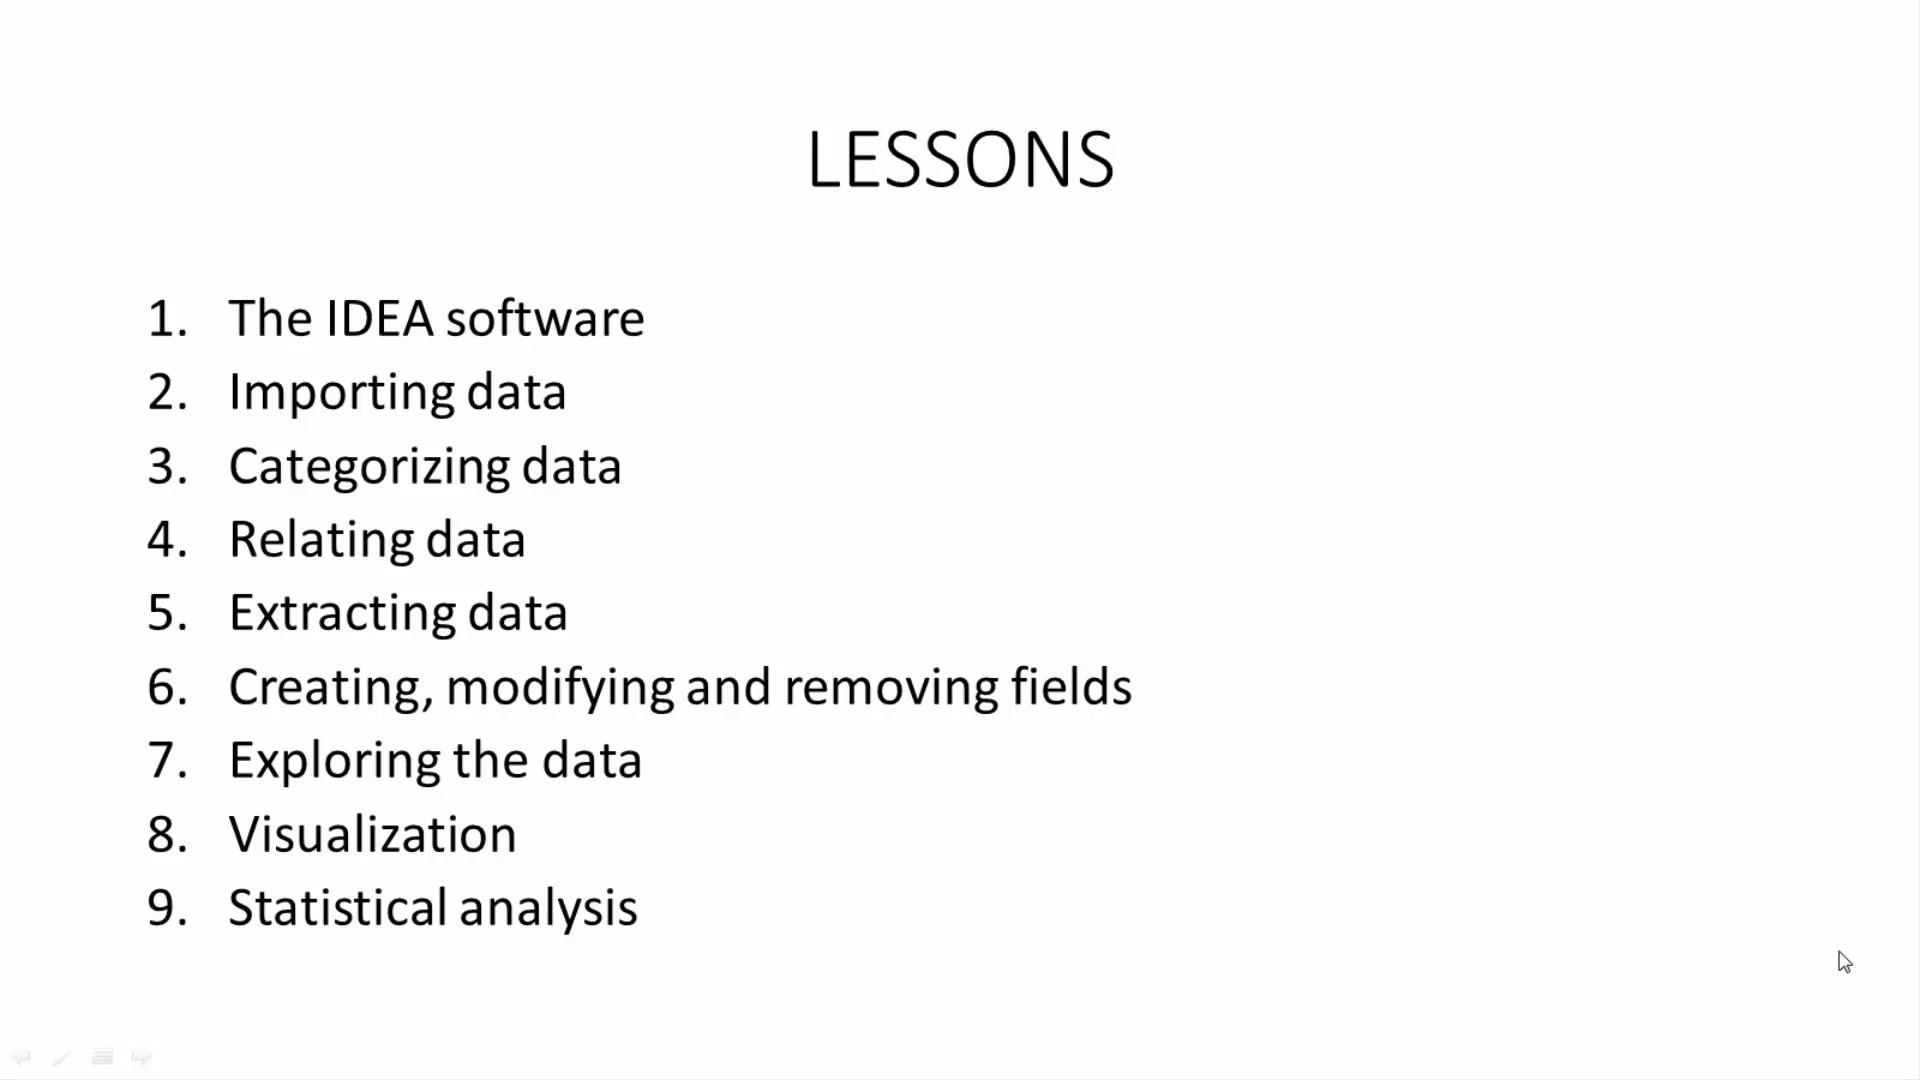 LESSONS
1. The IDEA software
2. Importing data
3. Categorizing data
4. Relating data
5. Extracting data
6. Creating, modifying and removing fields
7. Exploring the data
8. Visualization
9. Statistical analysis